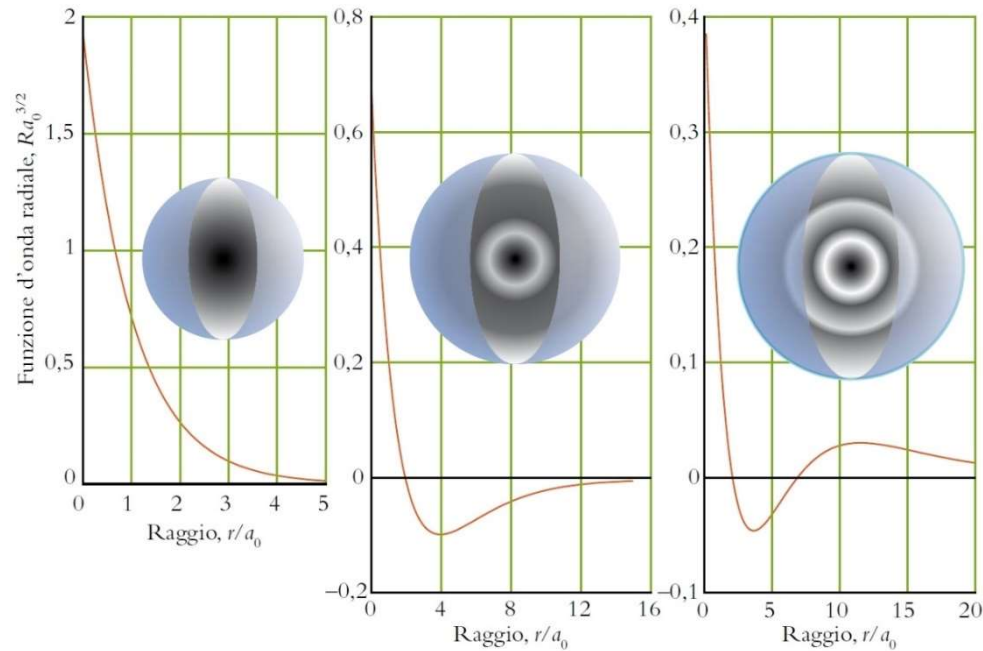 Funzione d'onda radiale, Ra₀^3/2
2
1,5
1
0,5
0
0 1 2 3 4 5
Raggio, r/a₀
0,8
0,6
0,4
0,2
0
−0,2
0 4 8 12 16
Raggio, r/a₀
0,4
0,3
0,2
0,1
0
−0,1
0 5 10 15 20
Raggio, r/a₀